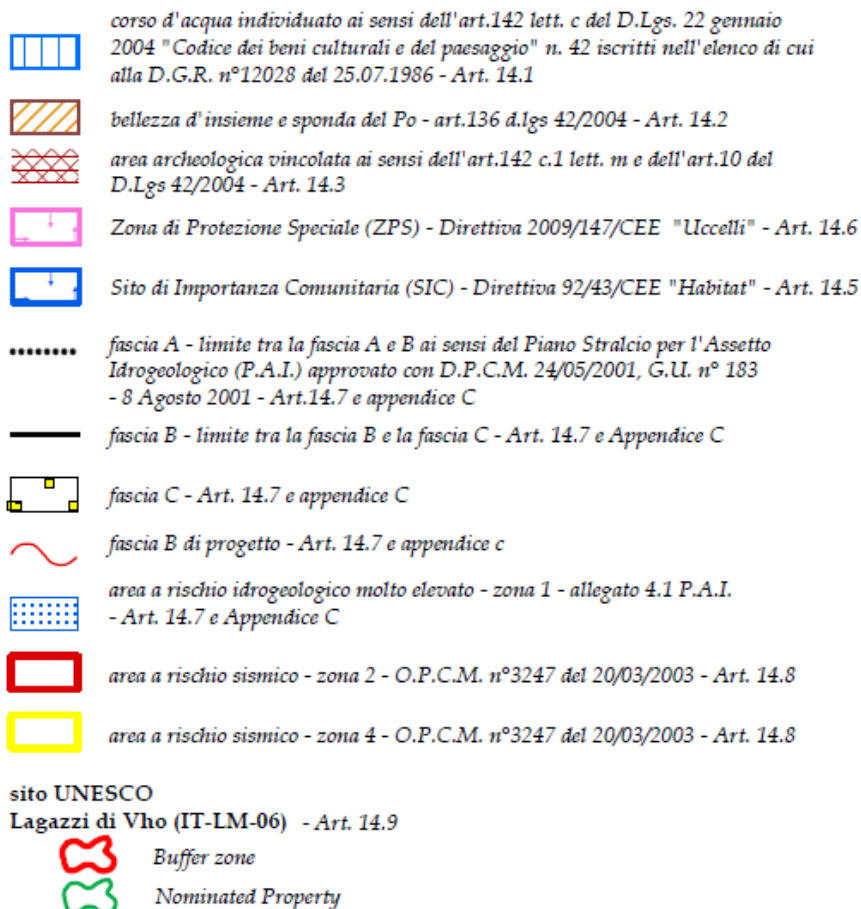 corso d'acqua individuato ai sensi dell'art.142 lett. c del D.Lgs. 22 gennaio
2004 "Codice dei beni culturali e del paesaggio" n. 42 iscritti nell'elenco di cui
alla D.G.R. n°12028 del 25.07.1986 - Art. 14.1
bellezza d'insieme e sponda del Po - art.136 d.lgs 42/2004 - Art. 14.2
area archeologica vincolata ai sensi dell'art.142 c.1 lett. m e dell'art.10 del
D.Lgs 42/2004 - Art. 14.3
Zona di Protezione Speciale (ZPS) - Direttiva 2009/147/CEE "Uccelli" - Art. 14.6
Sito di Importanza Comunitaria (SIC) - Direttiva 92/43/CEE "Habitat" - Art. 14.5
fascia A - limite tra la fascia A e B ai sensi del Piano Stralcio per l'Assetto
Idrogeologico (P.A.I.) approvato con D.P.C.M. 24/05/2001, G.U. n° 183
- 8 Agosto 2001 - Art.14.7 e appendice C
fascia B - limite tra la fascia B e la fascia C - Art. 14.7 e Appendice C
fascia C - Art. 14.7 e appendice C
fascia B di progetto - Art. 14.7 e appendice c
area a rischio idrogeologico molto elevato - zona 1 - allegato 4.1 P.A.I.
- Art. 14.7 e Appendice C
area a rischio sismico - zona 2 - O.P.C.M. n°3247 del 20/03/2003 - Art. 14.8
area a rischio sismico - zona 4 - O.P.C.M. n°3247 del 20/03/2003 - Art. 14.8
sito UNESCO
Lagazzi di Vho (IT-LM-06) - Art. 14.9
Buffer zone
Nominated Property